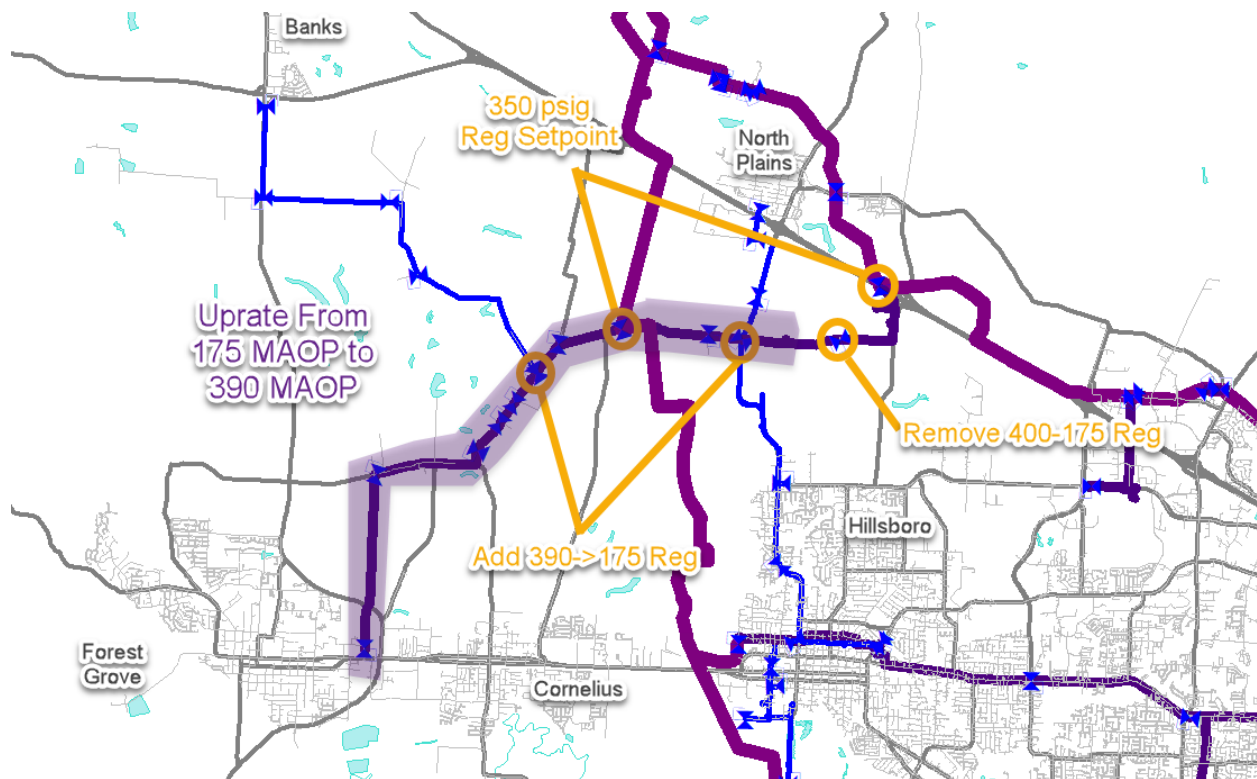 Banks
350 psig
Reg Setpoint
North
Plains
Uprate From
175 MAOP to
390 MAOP
Remove 400-175 Reg
Hillsboro
Add 390->175 Reg
Forest
Grove
Cornelius